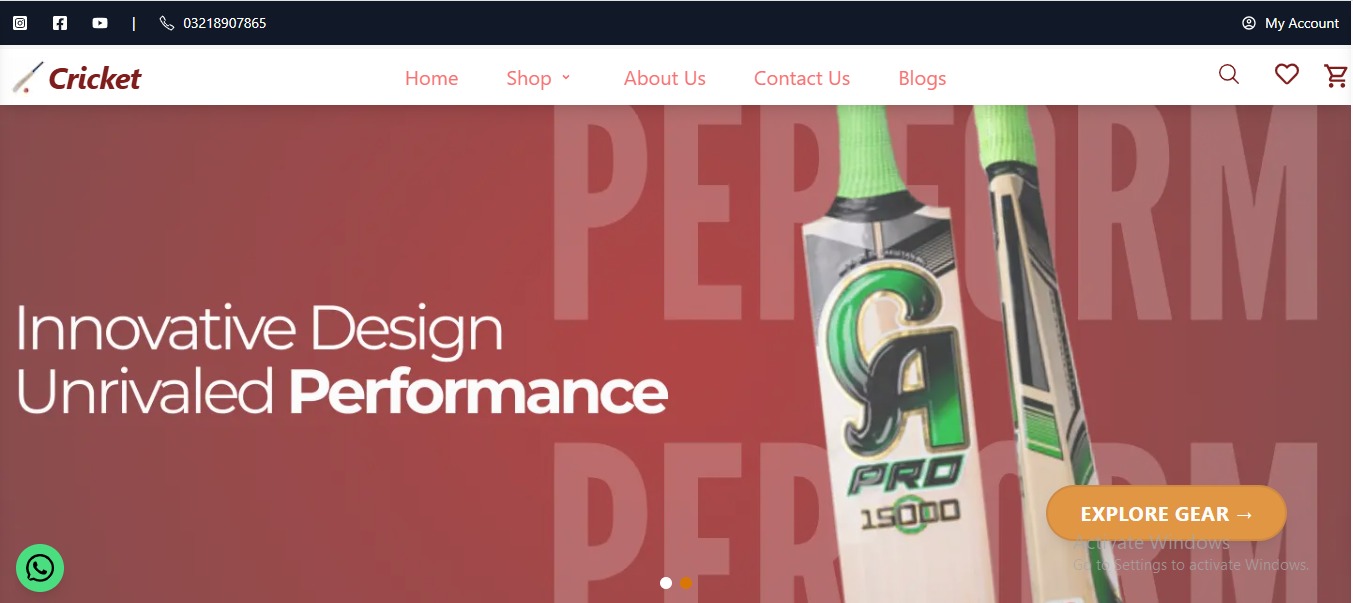 | 03218907865
My Account
Cricket
Home
Shop
About Us
Contact Us
Blogs
PERFORM
Innovative Design
Unrivaled Performance
CA
PRO
15000
PERFORM
EXPLORE GEAR →
Activate Windows
Go to Settings to activate Windows.